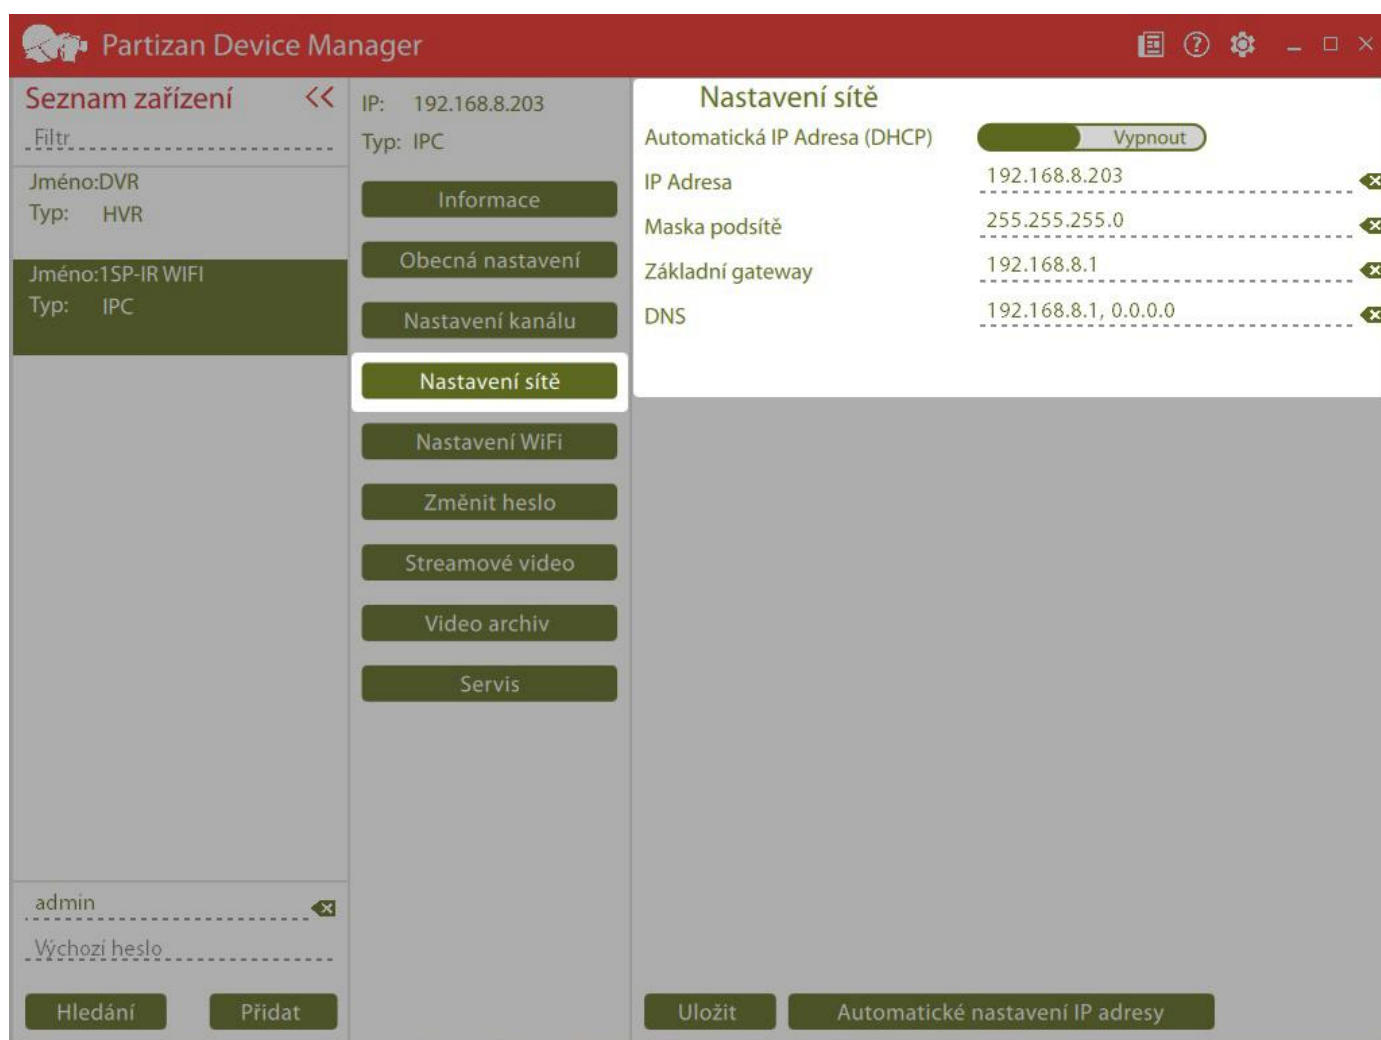 Partizan Device Manager
Seznam zařízení <<
Filtr
Jméno:DVR
Typ: HVR
Jméno:1SP-IR WIFI
Typ: IPC
admin
Výchozí heslo
Hledání Přidat
IP: 192.168.8.203
Typ: IPC
Informace
Obecná nastavení
Nastavení kanálu
Nastavení sítě
Nastavení WiFi
Změnit heslo
Streamové video
Video archiv
Servis
Nastavení sítě
Automatická IP Adresa (DHCP) Vypnout
IP Adresa 192.168.8.203
Maska podsítě 255.255.255.0
Základní gateway 192.168.8.1
DNS 192.168.8.1, 0.0.0.0
Uložit Automatické nastavení IP adresy